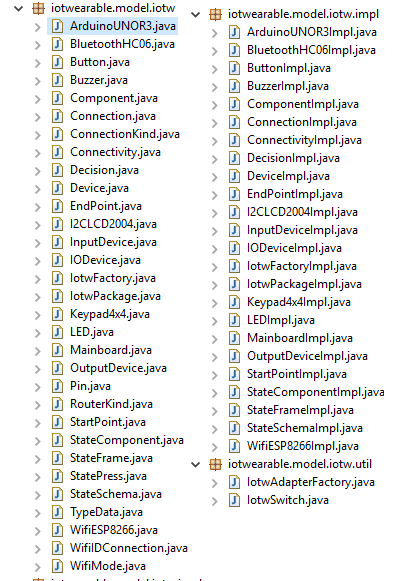 iotwearable.model.iotw
ArduinoUNOR3.java
BluetoothHC06.java
Button.java
Buzzer.java
Component.java
Connection.java
ConnectionKind.java
Connectivity.java
Decision.java
Device.java
EndPoint.java
I2CLCD2004.java
InputDevice.java
IODevice.java
IotwFactory.java
IotwPackage.java
Keypad4x4.java
LED.java
Mainboard.java
OutputDevice.java
Pin.java
RouterKind.java
StartPoint.java
StateComponent.java
StateFrame.java
StatePress.java
StateSchema.java
TypeData.java
WifiESP8266.java
WifiIDConnection.java
WifiMode.java
iotwearable.model.iotw.impl
ArduinoUNOR3Impl.java
BluetoothHC06Impl.java
ButtonImpl.java
BuzzerImpl.java
ComponentImpl.java
ConnectionImpl.java
ConnectivityImpl.java
DecisionImpl.java
DeviceImpl.java
EndPointImpl.java
I2CLCD2004Impl.java
InputDeviceImpl.java
IODeviceImpl.java
IotwFactoryImpl.java
IotwPackageImpl.java
Keypad4x4Impl.java
LEDImpl.java
MainboardImpl.java
OutputDeviceImpl.java
StartPointImpl.java
StateComponentImpl.java
StateFrameImpl.java
StateSchemaImpl.java
WifiESP8266Impl.java
iotwearable.model.iotw.util
IotwAdapterFactory.java
IotwSwitch.java